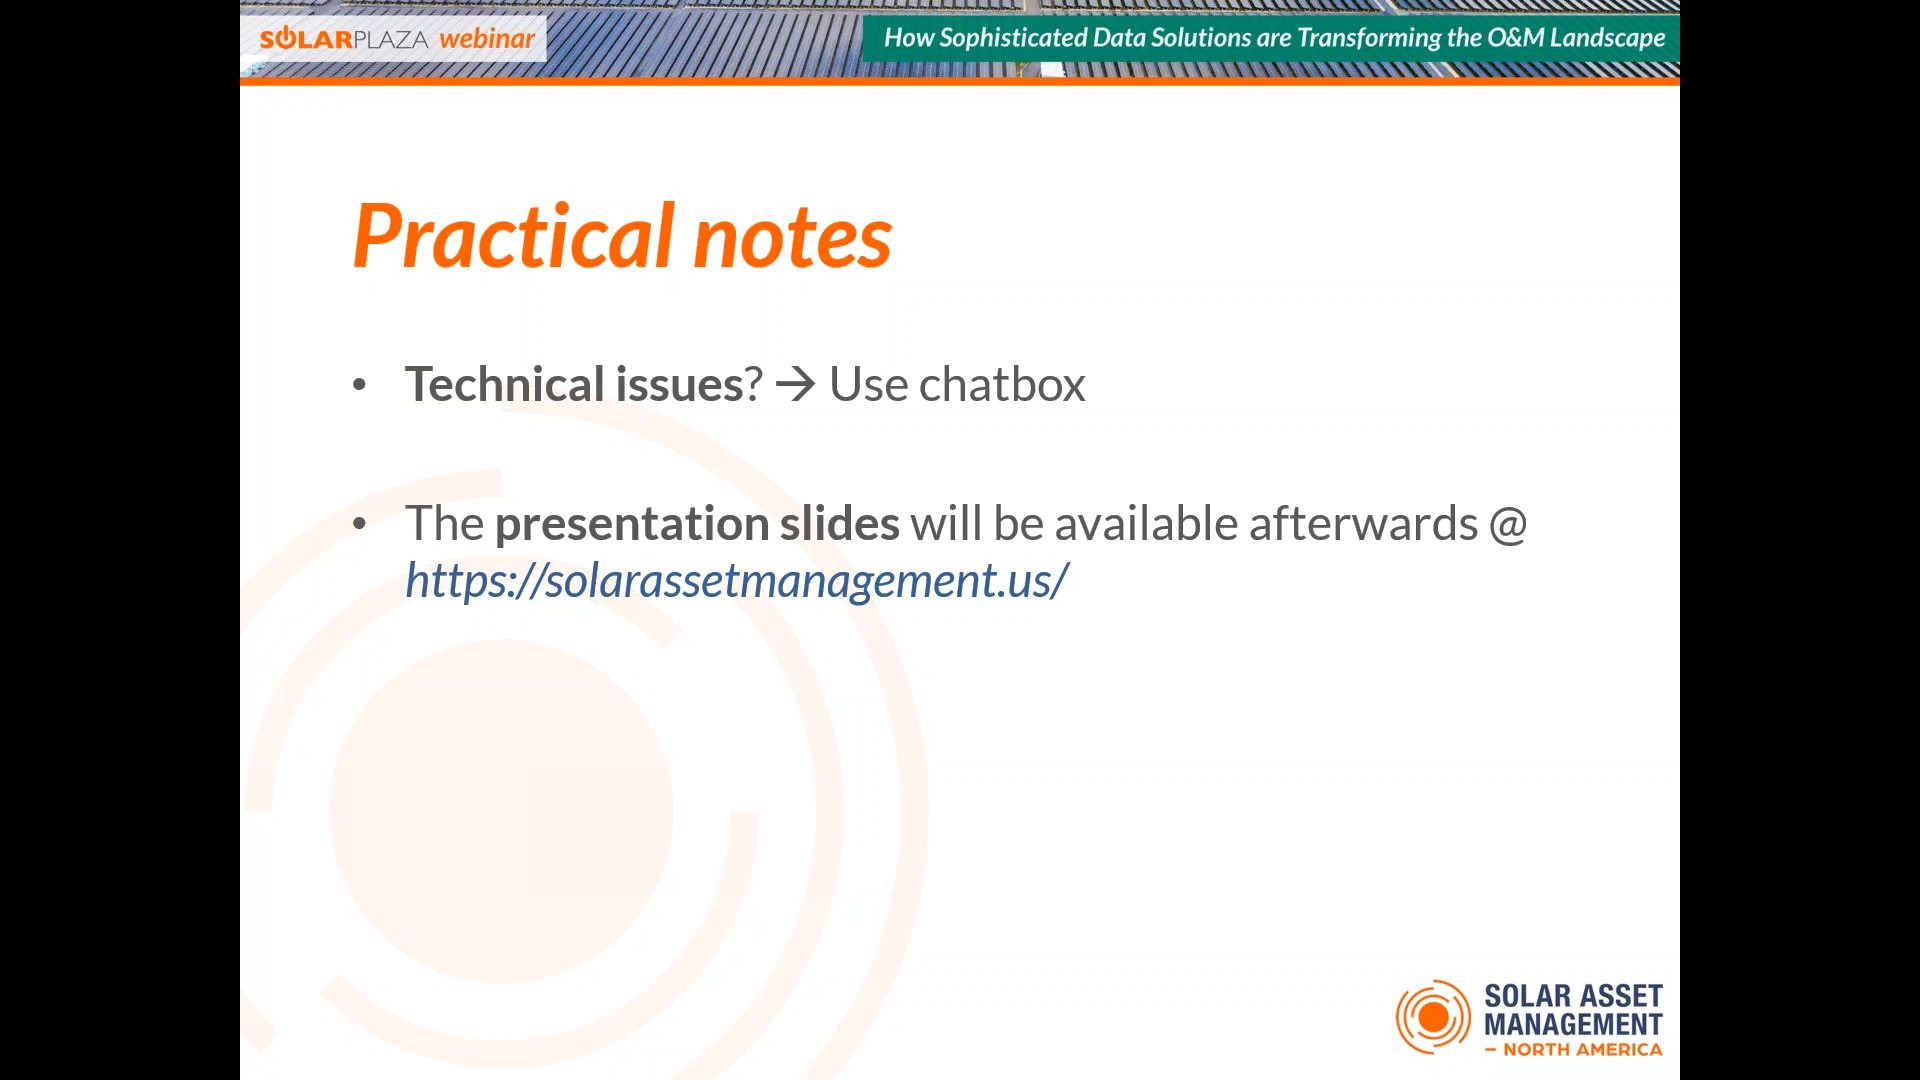 SOLARPLAZA webinar
How Sophisticated Data Solutions are Transforming the O&M Landscape
Practical notes
• Technical issues? → Use chatbox
• The presentation slides will be available afterwards @
https://solarassetmanagement.us/
SOLAR ASSET
MANAGEMENT
– NORTH AMERICA